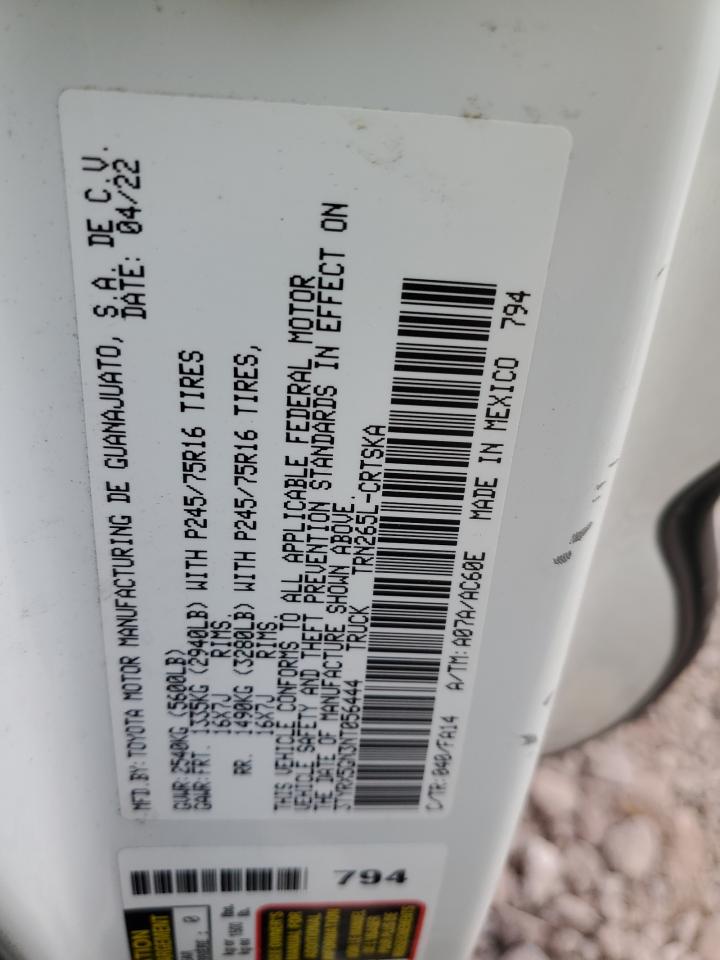 MFD.BY: TOYOTA MOTOR MANUFACTURING DE GUANAJUATO, S.A. DE C.V.
DATE: 04/22
GVWR: 2540KG (5600LB)
GAWR: FRT. 1335KG (2940LB) WITH P245/75R16 TIRES
16X7J RIMS.
RR. 1490KG (3280LB) WITH P245/75R16 TIRES,
16X7J RIMS.
THIS VEHICLE CONFORMS TO ALL APPLICABLE FEDERAL MOTOR
VEHICLE SAFETY AND THEFT PREVENTION STANDARDS IN EFFECT ON
THE DATE OF MANUFACTURE SHOWN ABOVE.
3TYRX5GN3NT056444 TRUCK TRN265L-CRTSKA
C/TR: 040/FA14 A/TM: A07A/AC60E MADE IN MEXICO 794
794